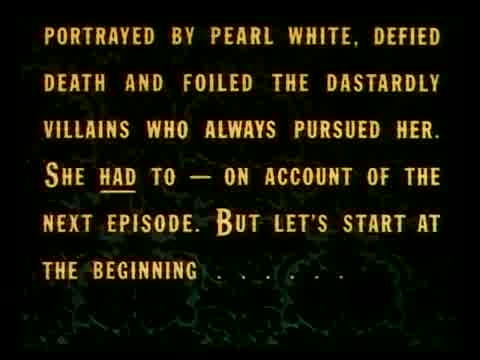 PORTRAYED BY PEARL WHITE, DEFIED
DEATH AND FOILED THE DASTARDLY
VILLAINS WHO ALWAYS PURSUED HER.
SHE HAD TO — ON ACCOUNT OF THE
NEXT EPISODE. BUT LET'S START AT
THE BEGINNING . . . . . .